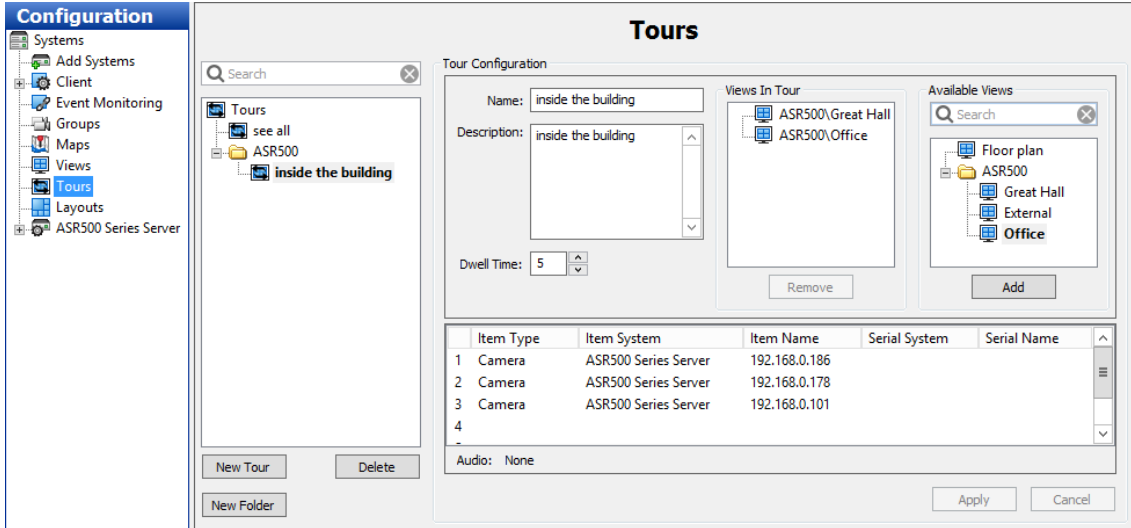 Configuration
Systems
Add Systems
Client
Event Monitoring
Groups
Maps
Views
Tours
Layouts
ASR500 Series Server
Tours
Search
Tours
see all
ASR500
inside the building
New Tour
Delete
New Folder
Tour Configuration
Name: inside the building
Description: inside the building
Dwell Time: 5
Views In Tour
ASR500\Great Hall
ASR500\Office
Remove
Available Views
Search
Floor plan
ASR500
Great Hall
External
Office
Add
Item Type Item System Item Name Serial System Serial Name
1 Camera ASR500 Series Server 192.168.0.186
2 Camera ASR500 Series Server 192.168.0.178
3 Camera ASR500 Series Server 192.168.0.101
4
Audio: None
Apply Cancel